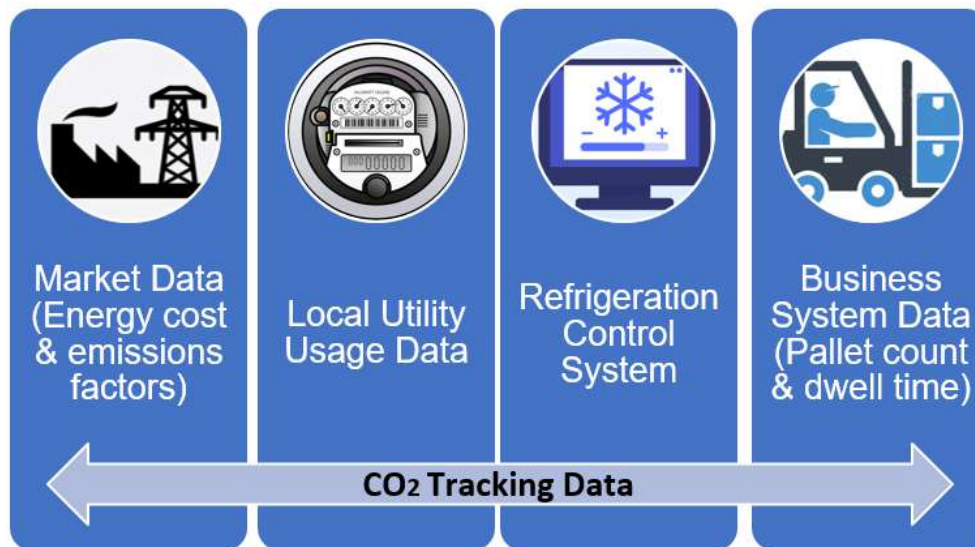 Market Data
(Energy cost
& emissions
factors)
Local Utility
Usage Data
Refrigeration
Control
System
Business
System Data
(Pallet count
& dwell time)
CO2 Tracking Data